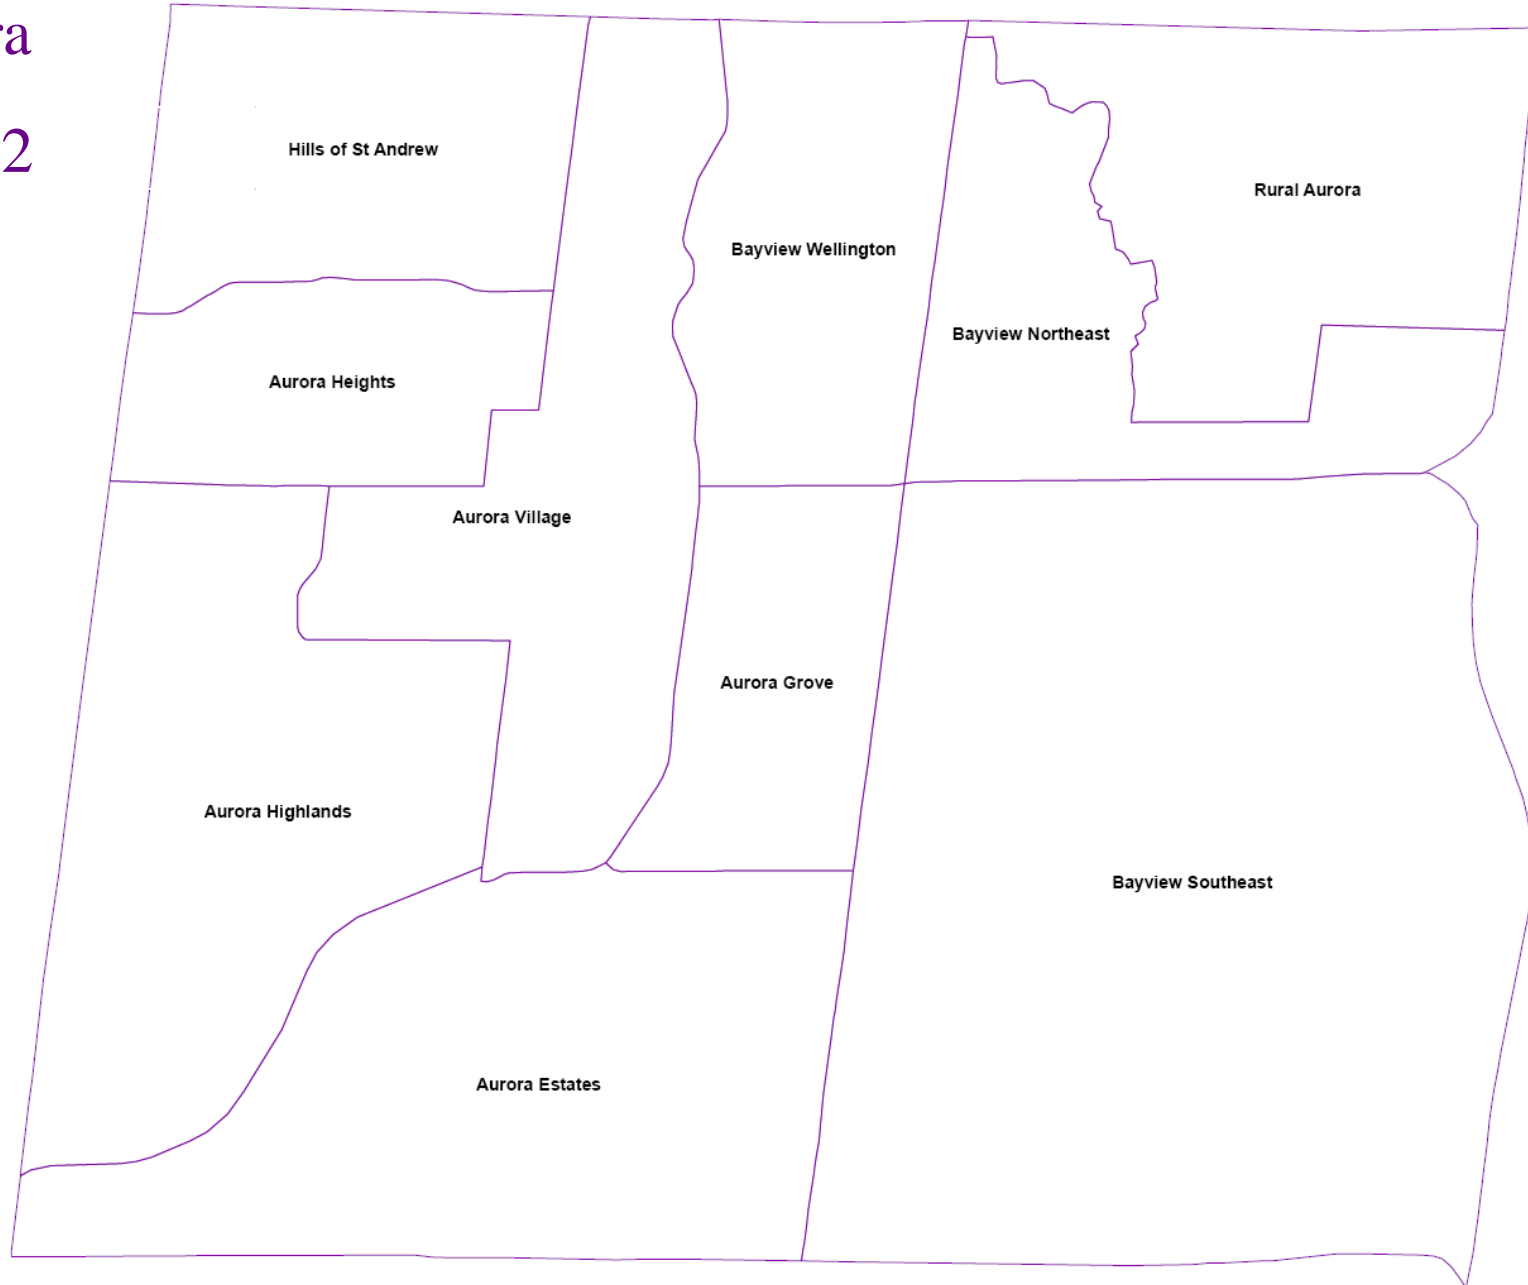 ra
2
Hills of St Andrew
Rural Aurora
Bayview Wellington
Bayview Northeast
Aurora Heights
Aurora Village
Aurora Grove
Aurora Highlands
Bayview Southeast
Aurora Estates